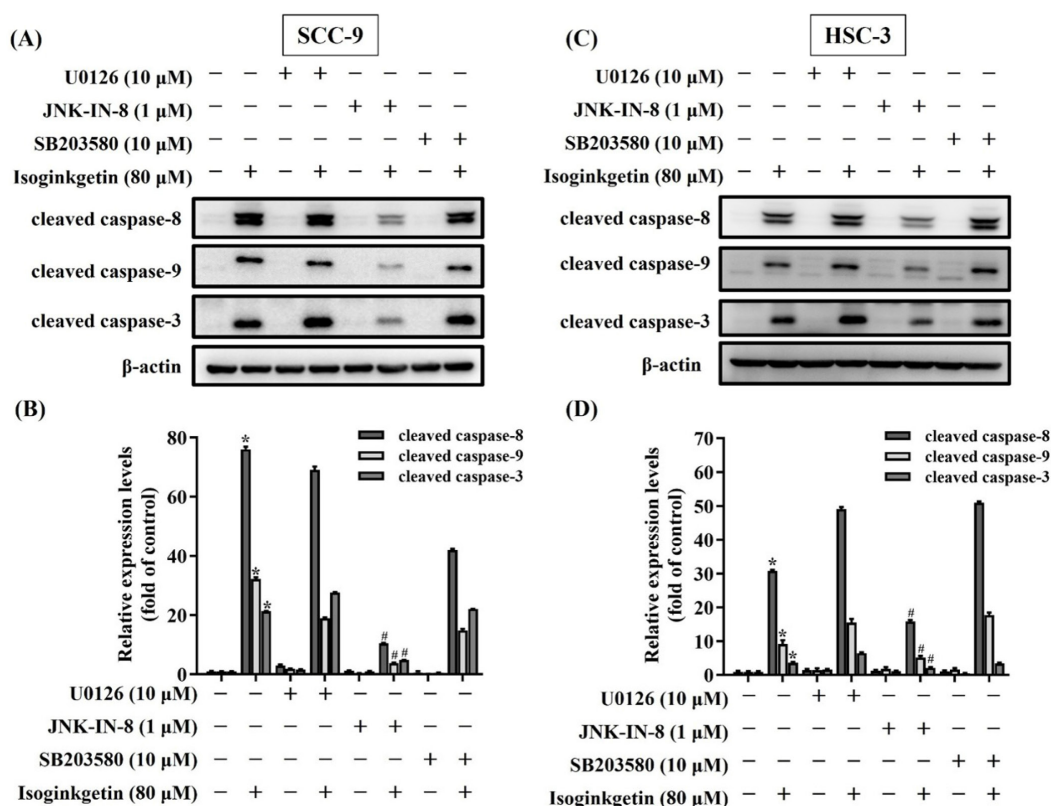 (A)
SCC-9
U0126 (10 μM) – – + + – – – –
JNK-IN-8 (1 μM) – – – – + + – –
SB203580 (10 μM) – – – – – – + +
Isoginkgetin (80 μM) – + – + – + – +
cleaved caspase-8
cleaved caspase-9
cleaved caspase-3
β-actin
(B)
Relative expression levels
(fold of control)
80
60
40
20
0
cleaved caspase-8
cleaved caspase-9
cleaved caspase-3
* * *
# # #
U0126 (10 μM) – – + + – – – –
JNK-IN-8 (1 μM) – – – – + + – –
SB203580 (10 μM) – – – – – – + +
Isoginkgetin (80 μM) – + – + – + – +
(C)
HSC-3
U0126 (10 μM) – – + + – – – –
JNK-IN-8 (1 μM) – – – – + + – –
SB203580 (10 μM) – – – – – – + +
Isoginkgetin (80 μM) – + – + – + – +
cleaved caspase-8
cleaved caspase-9
cleaved caspase-3
β-actin
(D)
Relative expression levels
(fold of control)
70
60
50
40
30
20
10
0
cleaved caspase-8
cleaved caspase-9
cleaved caspase-3
* * *
# # #
U0126 (10 μM) – – + + – – – –
JNK-IN-8 (1 μM) – – – – + + – –
SB203580 (10 μM) – – – – – – + +
Isoginkgetin (80 μM) – + – + – + – +